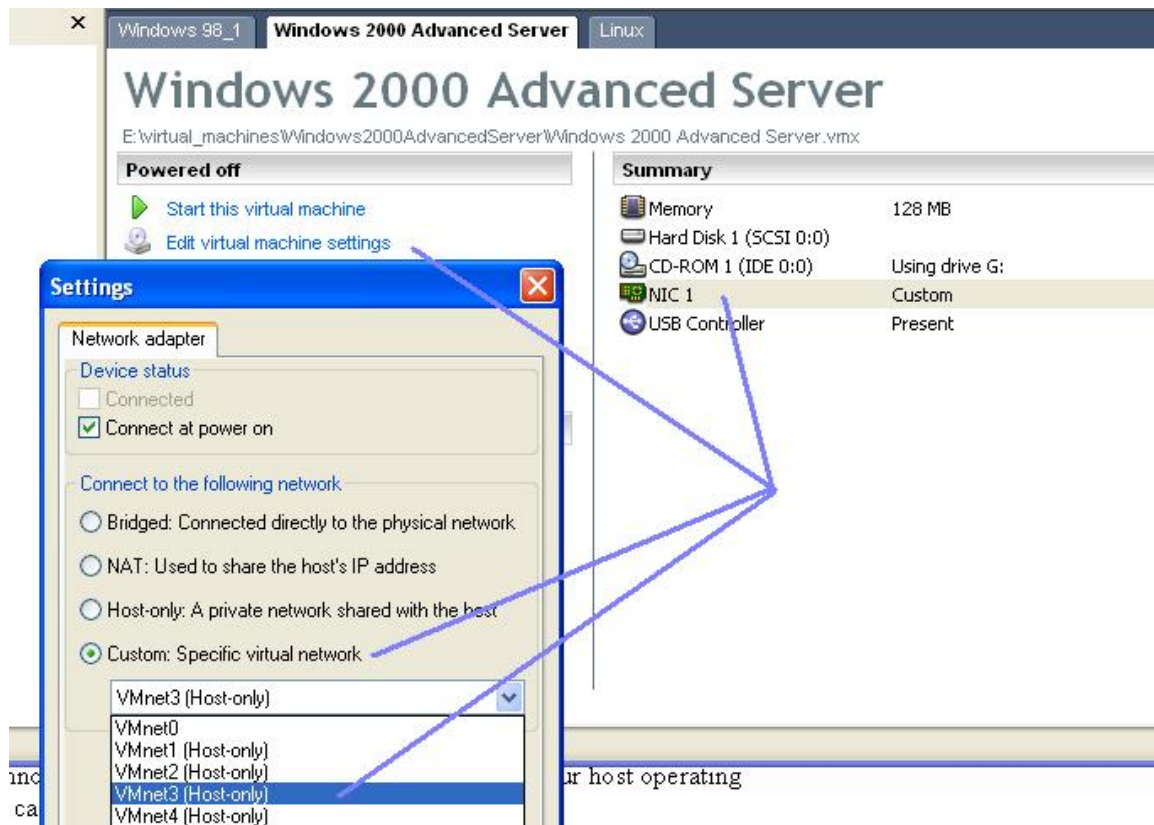 Windows 98_1 Windows 2000 Advanced Server Linux
Windows 2000 Advanced Server
E:\virtual_machines\Windows2000AdvancedServer\Windows 2000 Advanced Server.vmx
Powered off
Start this virtual machine
Edit virtual machine settings
Summary
Memory 128 MB
Hard Disk 1 (SCSI 0:0)
CD-ROM 1 (IDE 0:0) Using drive G:
NIC 1 Custom
USB Controller Present
Settings
Network adapter
Device status
Connected
Connect at power on
Connect to the following network
Bridged: Connected directly to the physical network
NAT: Used to share the host's IP address
Host-only: A private network shared with the host
Custom: Specific virtual network
VMnet3 (Host-only)
VMnet0
VMnet1 (Host-only)
VMnet2 (Host-only)
VMnet3 (Host-only)
VMnet4 (Host-only)
host operating
ca